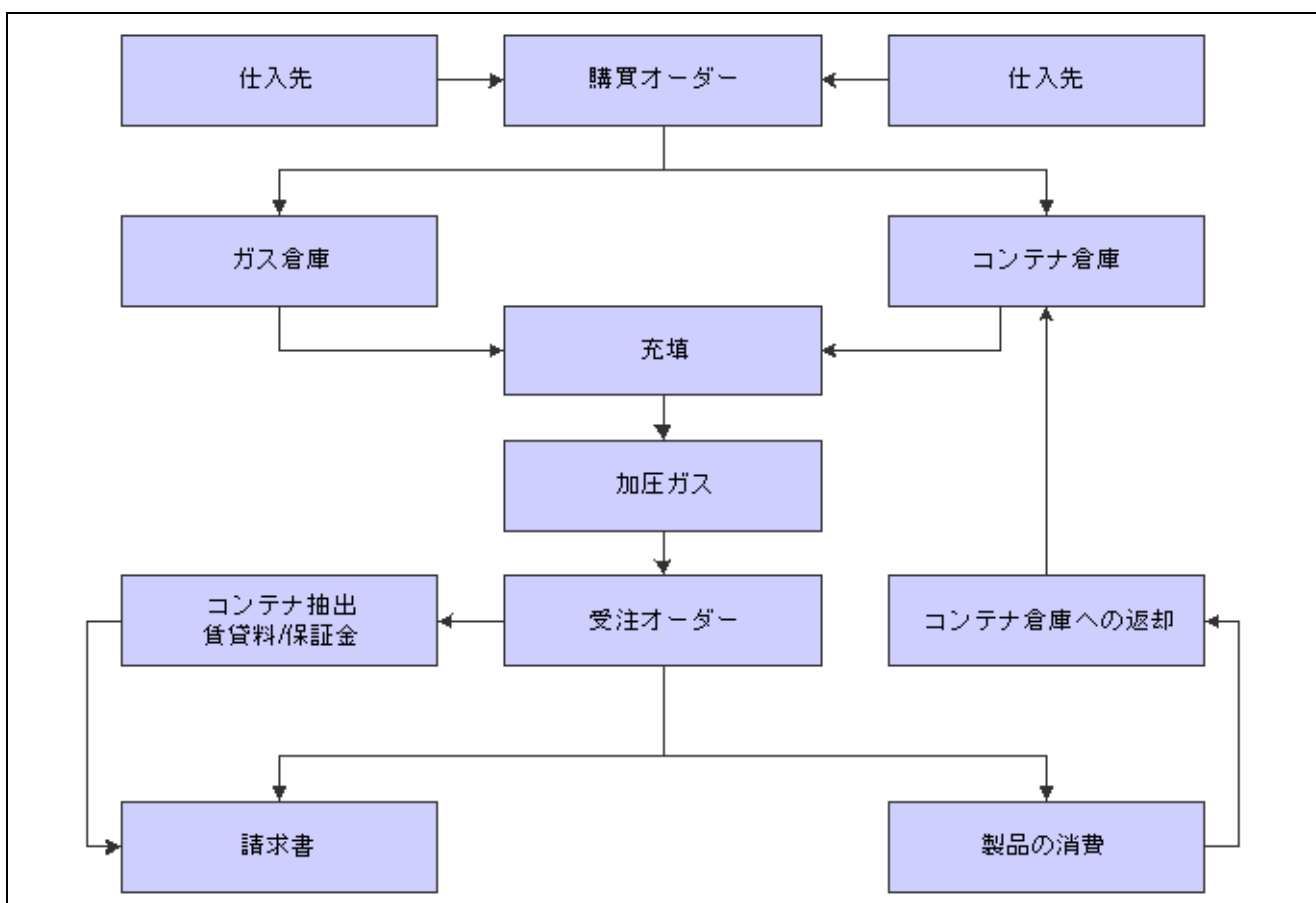 仕入先
購買オーダー
仕入先
ガス倉庫
コンテナ倉庫
充填
加圧ガス
コンテナ抽出
賃貸料/保証金
受注オーダー
コンテナ倉庫への返却
請求書
製品の消費